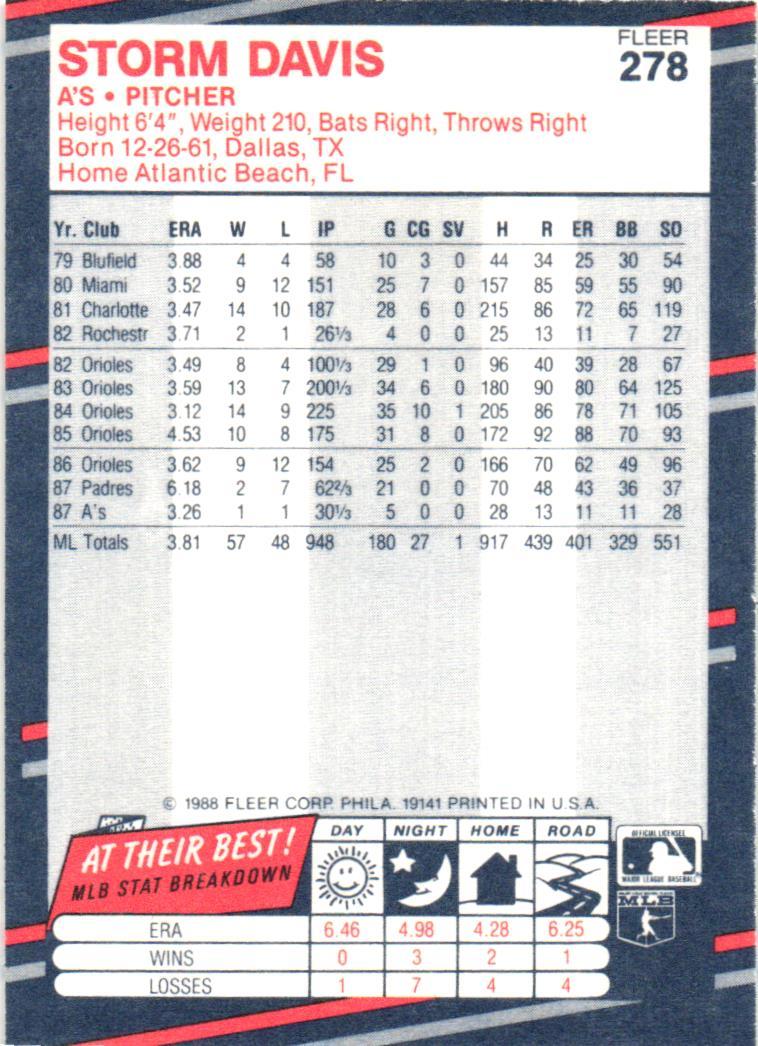 STORM DAVIS
FLEER
278
A'S • PITCHER
Height 6'4", Weight 210, Bats Right, Throws Right
Born 12-26-61, Dallas, TX
Home Atlantic Beach, FL
Yr. Club ERA W L IP G CG SV H R ER BB SO
79 Blufield 3.88 4 4 58 10 3 0 44 34 25 30 54
80 Miami 3.52 9 12 151 25 7 0 157 85 59 55 90
81 Charlotte 3.47 14 10 187 28 6 0 215 86 72 65 119
82 Rochestr 3.71 2 1 26⅓ 4 0 0 25 13 11 7 27
82 Orioles 3.49 8 4 100⅓ 29 1 0 96 40 39 28 67
83 Orioles 3.59 13 7 200⅓ 34 6 0 180 90 80 64 125
84 Orioles 3.12 14 9 225 35 10 1 205 86 78 71 105
85 Orioles 4.53 10 8 175 31 8 0 172 92 88 70 93
86 Orioles 3.62 9 12 154 25 2 0 166 70 62 49 96
87 Padres 6.18 2 7 62⅔ 21 0 0 70 48 43 36 37
87 A's 3.26 1 1 30⅓ 5 0 0 28 13 11 11 28
ML Totals 3.81 57 48 948 180 27 1 917 439 401 329 551
© 1988 FLEER CORP. PHILA. 19141 PRINTED IN U.S.A.
AT THEIR BEST!
MLB STAT BREAKDOWN
DAY NIGHT HOME ROAD
ERA 6.46 4.98 4.28 6.25
WINS 0 3 2 1
LOSSES 1 7 4 4
OFFICIAL LICENSEE
MAJOR LEAGUE BASEBALL
MLB